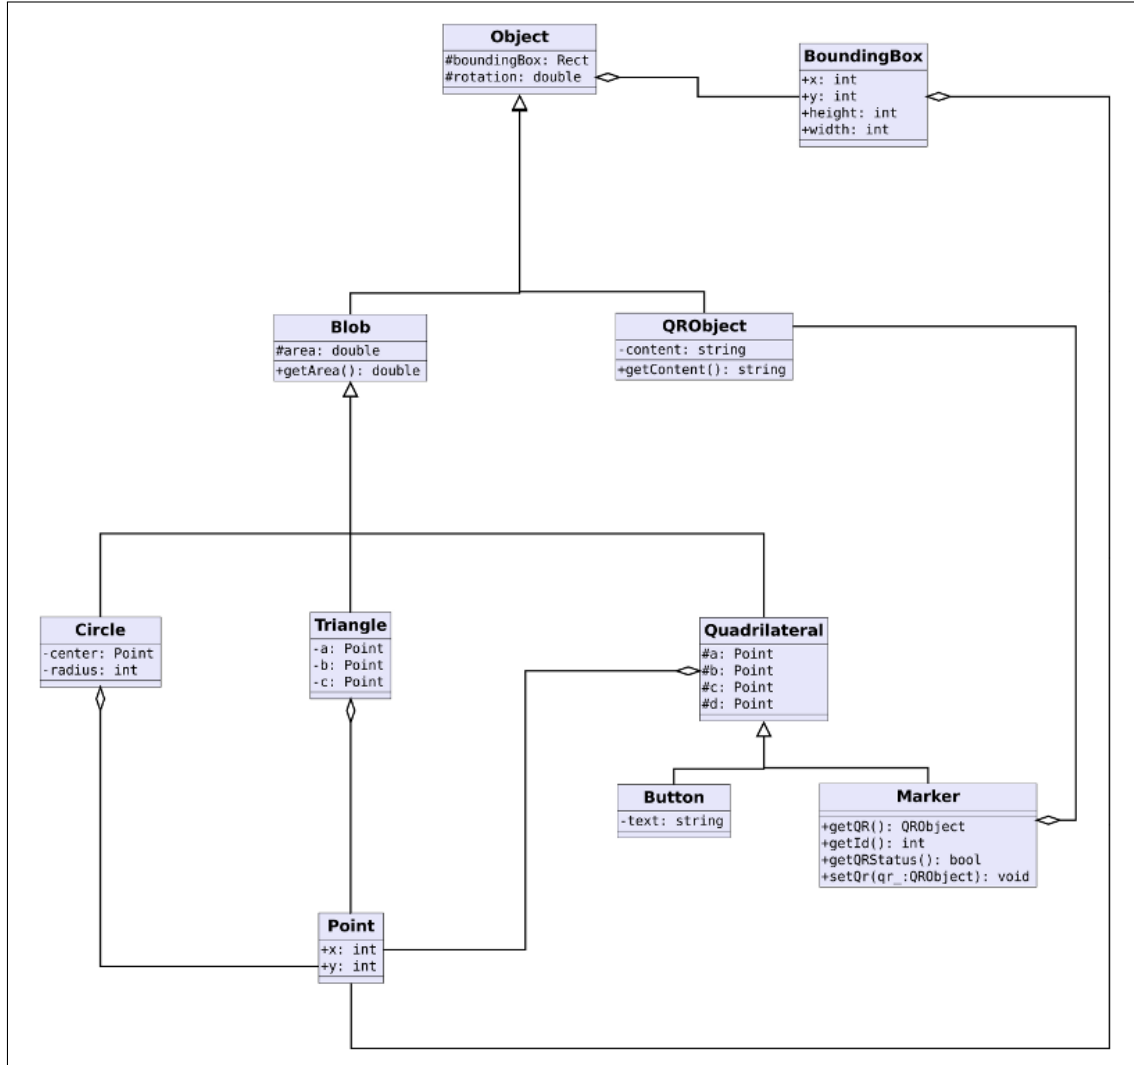 Object
#boundingBox: Rect
#rotation: double
BoundingBox
+x: int
+y: int
+height: int
+width: int
Blob
#area: double
+getArea(): double
QRObject
-content: string
+getContent(): string
Circle
-center: Point
-radius: int
Triangle
-a: Point
-b: Point
-c: Point
Quadrilateral
#a: Point
#b: Point
#c: Point
#d: Point
Button
-text: string
Marker
+getQR(): QRObject
+getId(): int
+getQRStatus(): bool
+setQr(qr_:QRObject): void
Point
+x: int
+y: int